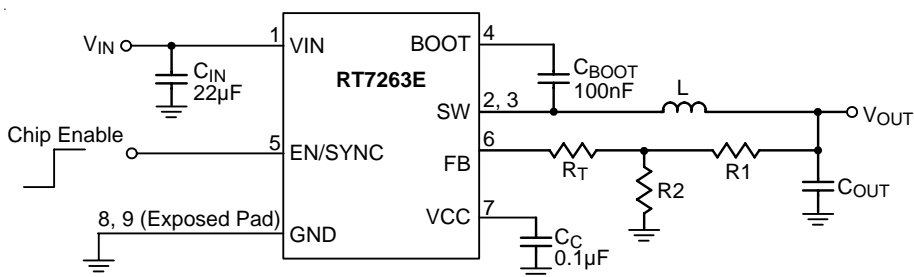 VIN
1
VIN
CIN
22µF
RT7263E
BOOT
4
CBOOT
100nF
L
SW
2, 3
VOUT
Chip Enable
5
EN/SYNC
FB
6
RT
R2
R1
COUT
8, 9 (Exposed Pad)
GND
VCC
7
CC
0.1µF